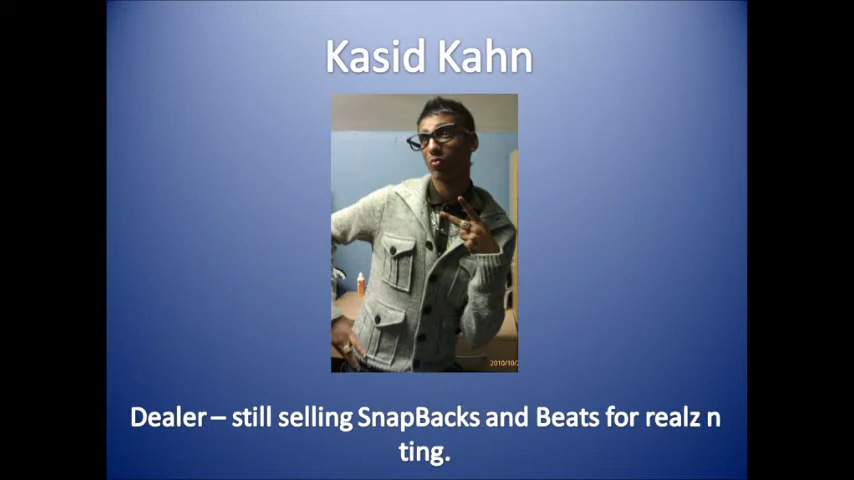 Kasid Kahn
2010/10/
Dealer – still selling SnapBacks and Beats for realz n
ting.